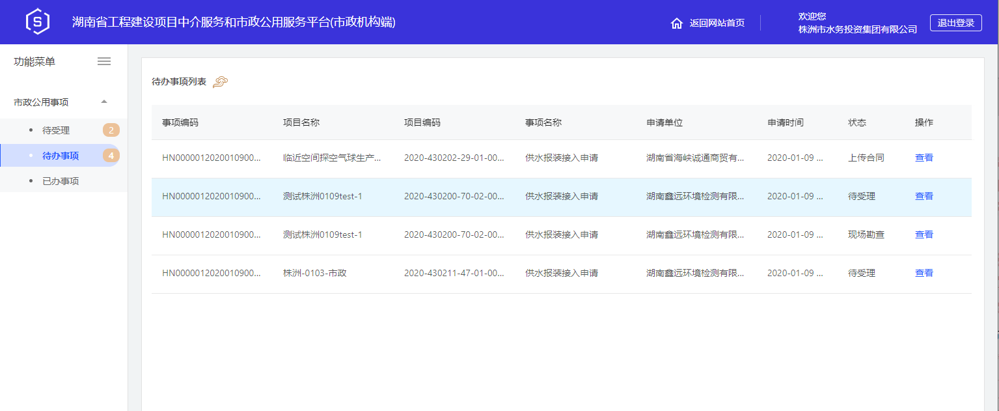 湖南省工程建设项目中介服务和市政公用服务平台(市政机构端)
返回网站首页
欢迎您
株洲市水务投资集团有限公司
退出登录
功能菜单
市政公用事项
待受理 2
待办事项 4
已办事项
待办事项列表
事项编码 项目名称 项目编码 事项名称 申请单位 申请时间 状态 操作
HN0000012020010900... 临近空间探空气球生产... 2020-430202-29-01-00... 供水报装接入申请 湖南省海峡诚通商贸有... 2020-01-09 ... 上传合同 查看
HN0000012020010900... 测试株洲0109test-1 2020-430200-70-02-00... 供水报装接入申请 湖南鑫远环境检测有限... 2020-01-09 ... 待受理 查看
HN0000012020010900... 测试株洲0109test-1 2020-430200-70-02-00... 供水报装接入申请 湖南鑫远环境检测有限... 2020-01-09 ... 现场勘查 查看
HN0000012020010900... 株洲-0103-市政 2020-430211-47-01-00... 供水报装接入申请 湖南鑫远环境检测有限... 2020-01-09 ... 待受理 查看